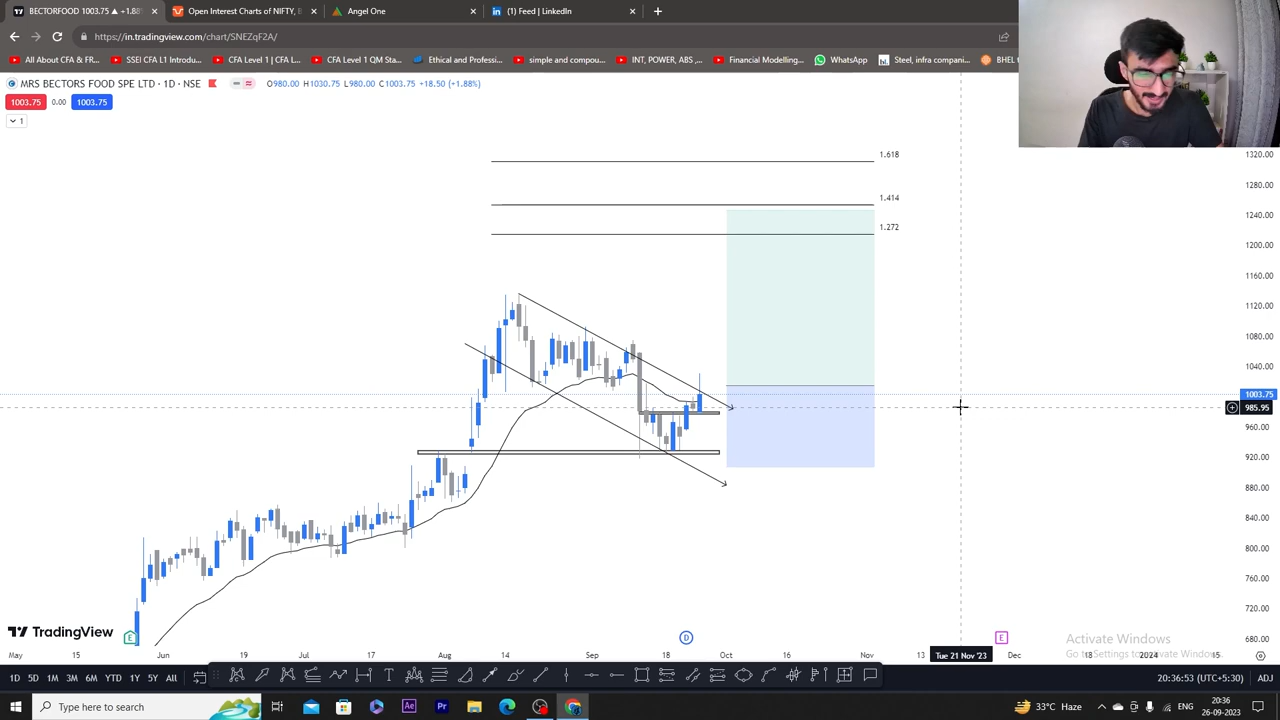 BECTORFOOD 1003.75 ▲ +1.88
Open Interest Charts of NIFTY, B
Angel One
(1) Feed | LinkedIn
https://in.tradingview.com/chart/SNEZqF2A/
All About CFA & FR...
SSEI CFA L1 Introdu...
CFA Level 1 | CFA L...
CFA Level 1 QM Sta...
Ethical and Professi...
simple and compou...
INT, POWER, ABS ,...
Financial Modelling...
WhatsApp
Steel, infra compani...
BHEL t
MRS BECTORS FOOD SPE LTD · 1D · NSE
O980.00 H1030.75 L980.00 C1003.75 +18.50 (+1.88%)
1003.75 0.00 1003.75
1
1.618
1.414
1.272
1320.00
1280.00
1240.00
1200.00
1160.00
1120.00
1080.00
1040.00
1003.75
985.95
960.00
920.00
880.00
840.00
800.00
760.00
720.00
680.00
TradingView
E
D
E
Activate Windows
Go to Settings to activate Windows.
May 15 Jun 19 Jul 17 Aug 14 Sep 18 Oct 16 Nov 13 Tue 21 Nov '23 Dec 18 2024 15
1D 5D 1M 3M 6M YTD 1Y 5Y All
20:36:53 (UTC+5:30) ADJ
Type here to search
33°C Haze
ENG
20:36
26-09-2023